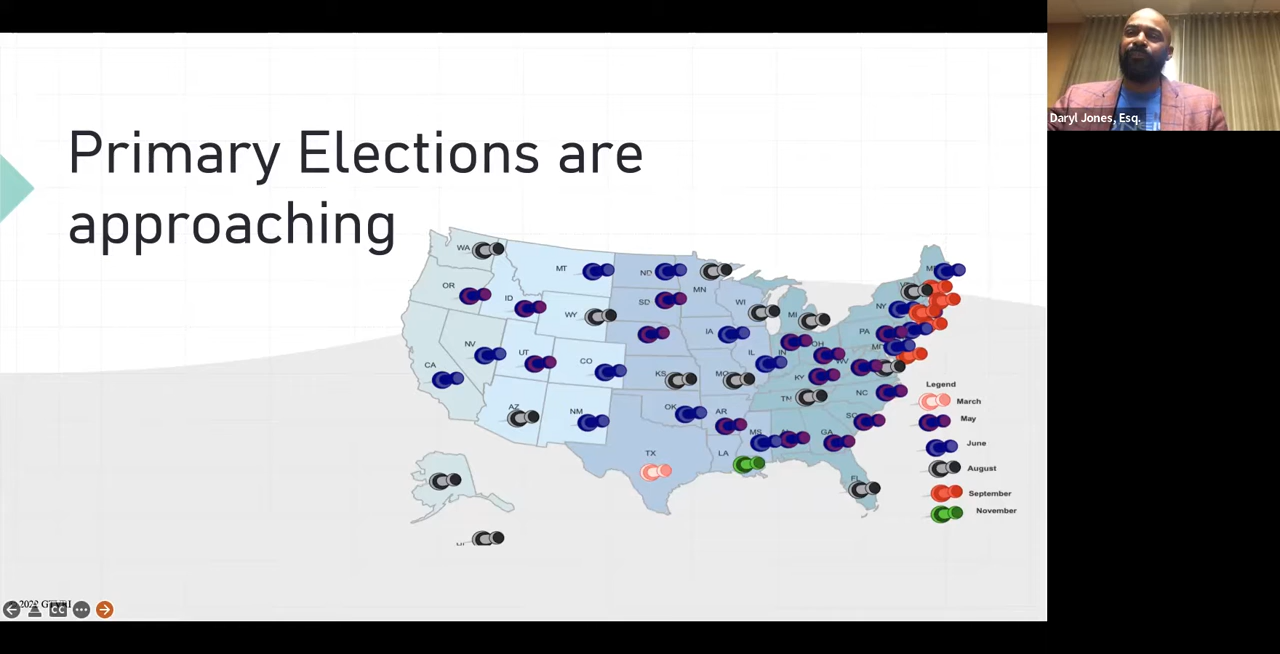 Daryl Jones, Esq.
Primary Elections are
approaching
WA
MT
ND
MN
OR
ID
WY
SD
WI
MI
NY
PA
NV
UT
CO
IA
IL
IN
OH
WV
CA
KS
KY
NC
AZ
NM
OK
AR
TN
SC
MS
GA
TX
LA
Legend
March
May
June
August
September
November
CC